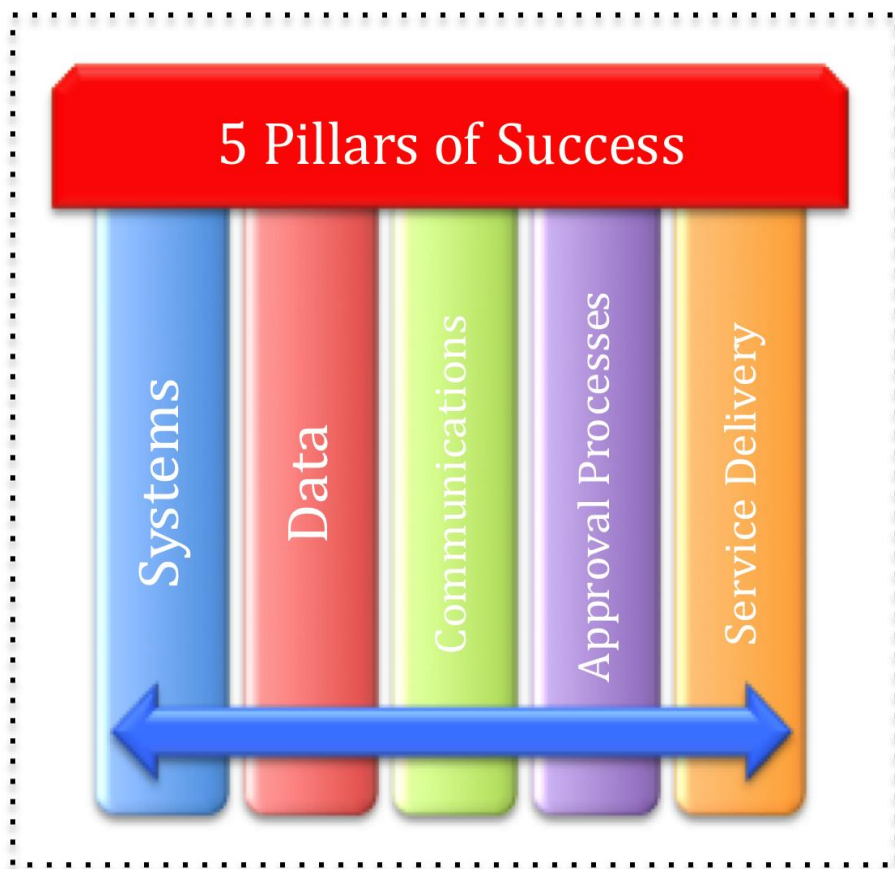 5 Pillars of Success
Systems
Data
Communications
Approval Processes
Service Delivery